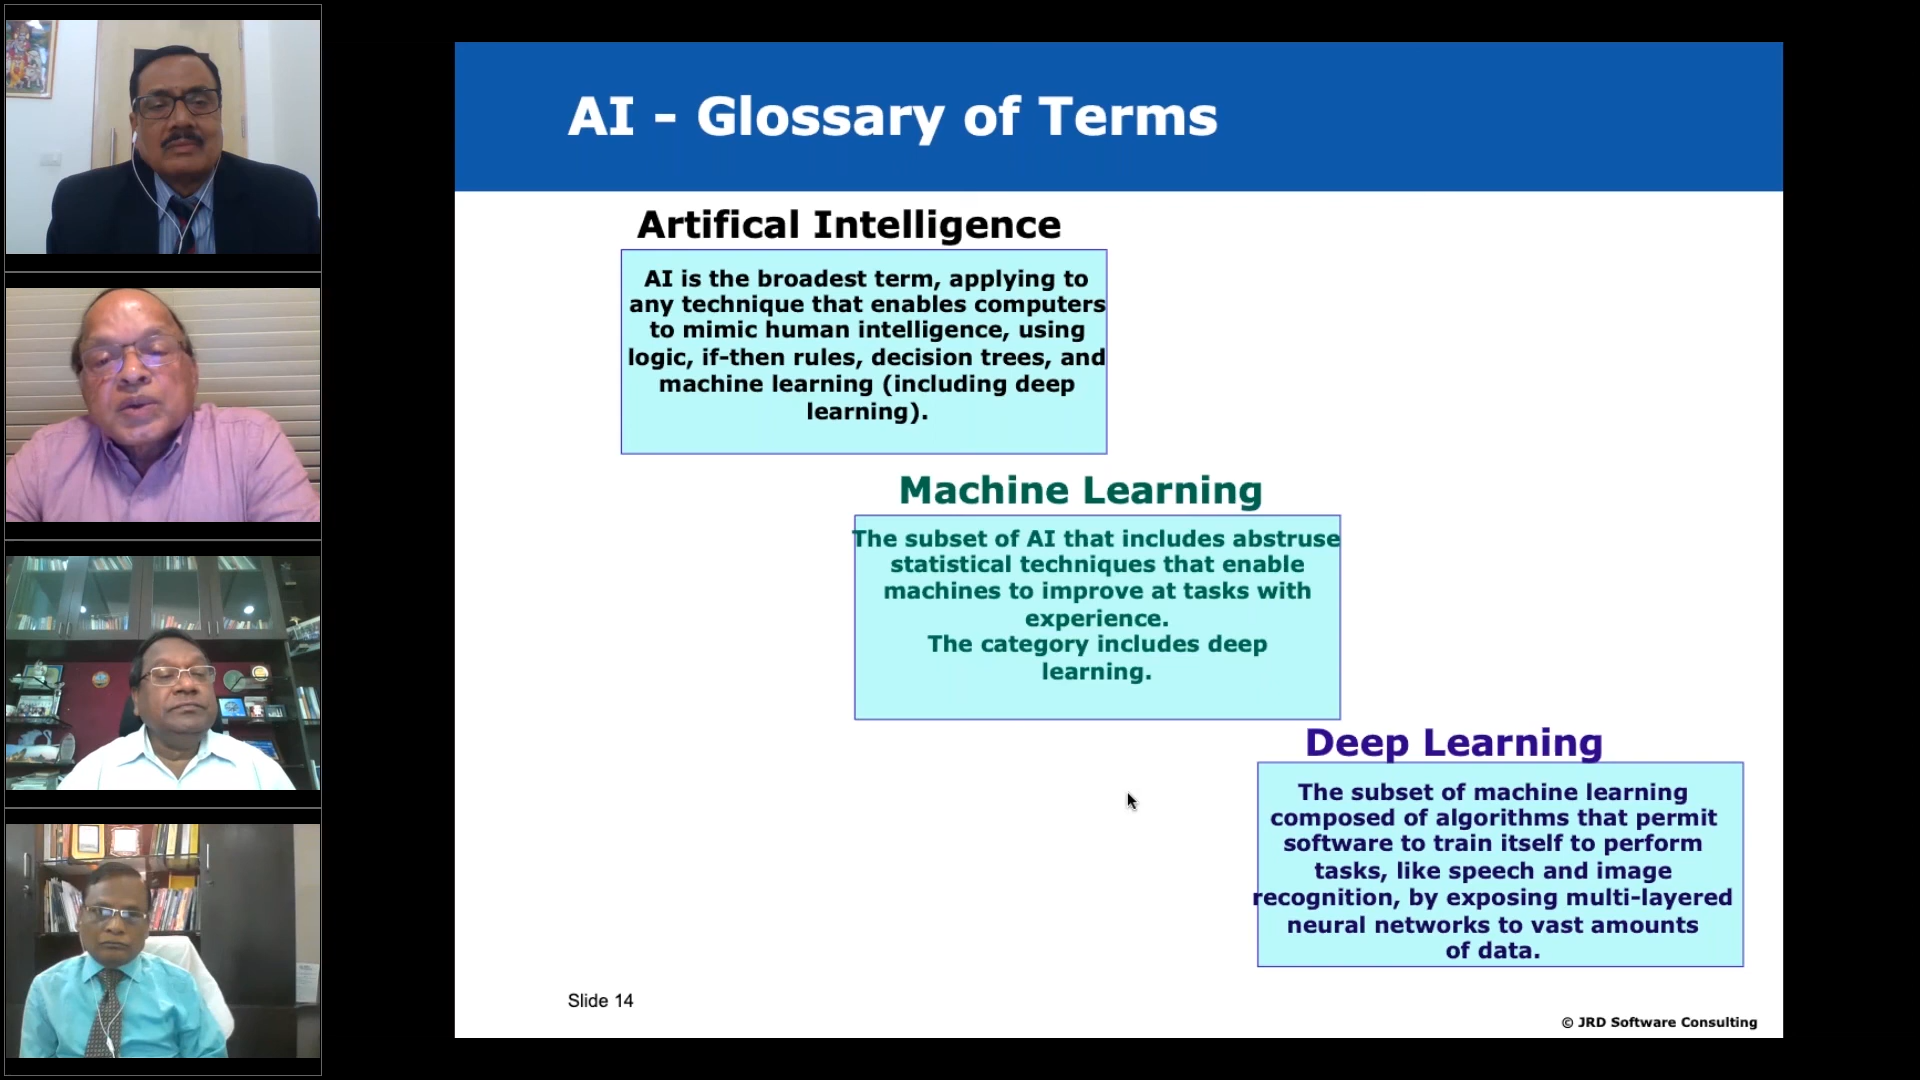 AI - Glossary of Terms
Artifical Intelligence
AI is the broadest term, applying to
any technique that enables computers
to mimic human intelligence, using
logic, if-then rules, decision trees, and
machine learning (including deep
learning).
Machine Learning
The subset of AI that includes abstruse
statistical techniques that enable
machines to improve at tasks with
experience.
The category includes deep
learning.
Deep Learning
The subset of machine learning
composed of algorithms that permit
software to train itself to perform
tasks, like speech and image
recognition, by exposing multi-layered
neural networks to vast amounts
of data.
Slide 14
© JRD Software Consulting